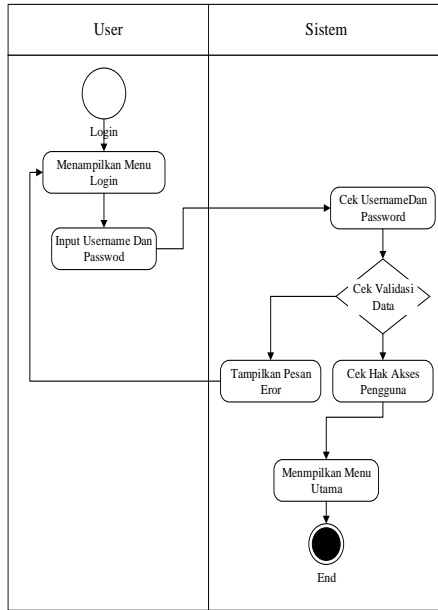 User
Sistem
Login
Menampilkan Menu
Login
Input Username Dan
Passwod
Cek UsernameDan
Password
Cek Validasi
Data
Tampilkan Pesan
Eror
Cek Hak Akses
Pengguna
Menmpilkan Menu
Utama
End